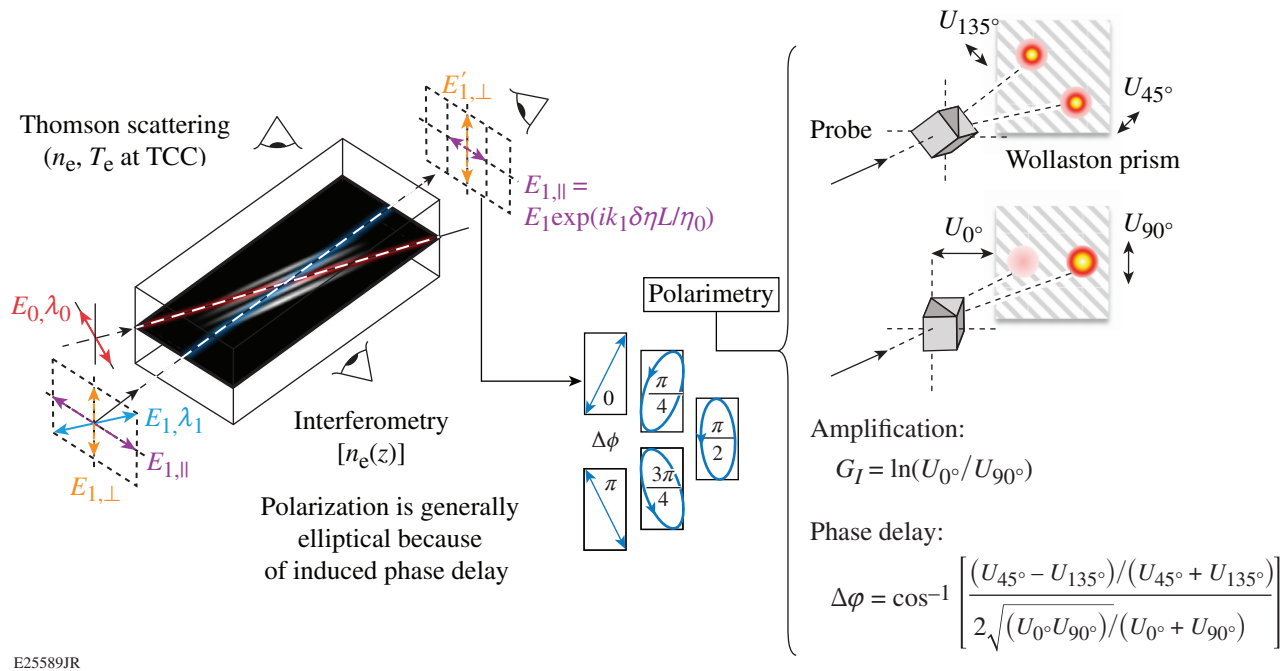 Thomson scattering
(nₑ, Tₑ at TCC)
E₀, λ₀
E₁, λ₁
E₁,||
E₁,⊥
E′₁,⊥
E₁,|| =
E₁exp(ik₁δηL/η₀)
Interferometry
[nₑ(z)]
Polarization is generally
elliptical because
of induced phase delay
Polarimetry
0
π/4
π/2
Δϕ
π
3π/4
U₁₃₅°
U₄₅°
Probe
Wollaston prism
U₀°
U₉₀°
Amplification:
G_I = ln(U₀°/U₉₀°)
Phase delay:
Δφ = cos⁻¹ [((U₄₅° − U₁₃₅°)/(U₄₅° + U₁₃₅°))/(2√(U₀°U₉₀°)/(U₀° + U₉₀°))]
E25589JR